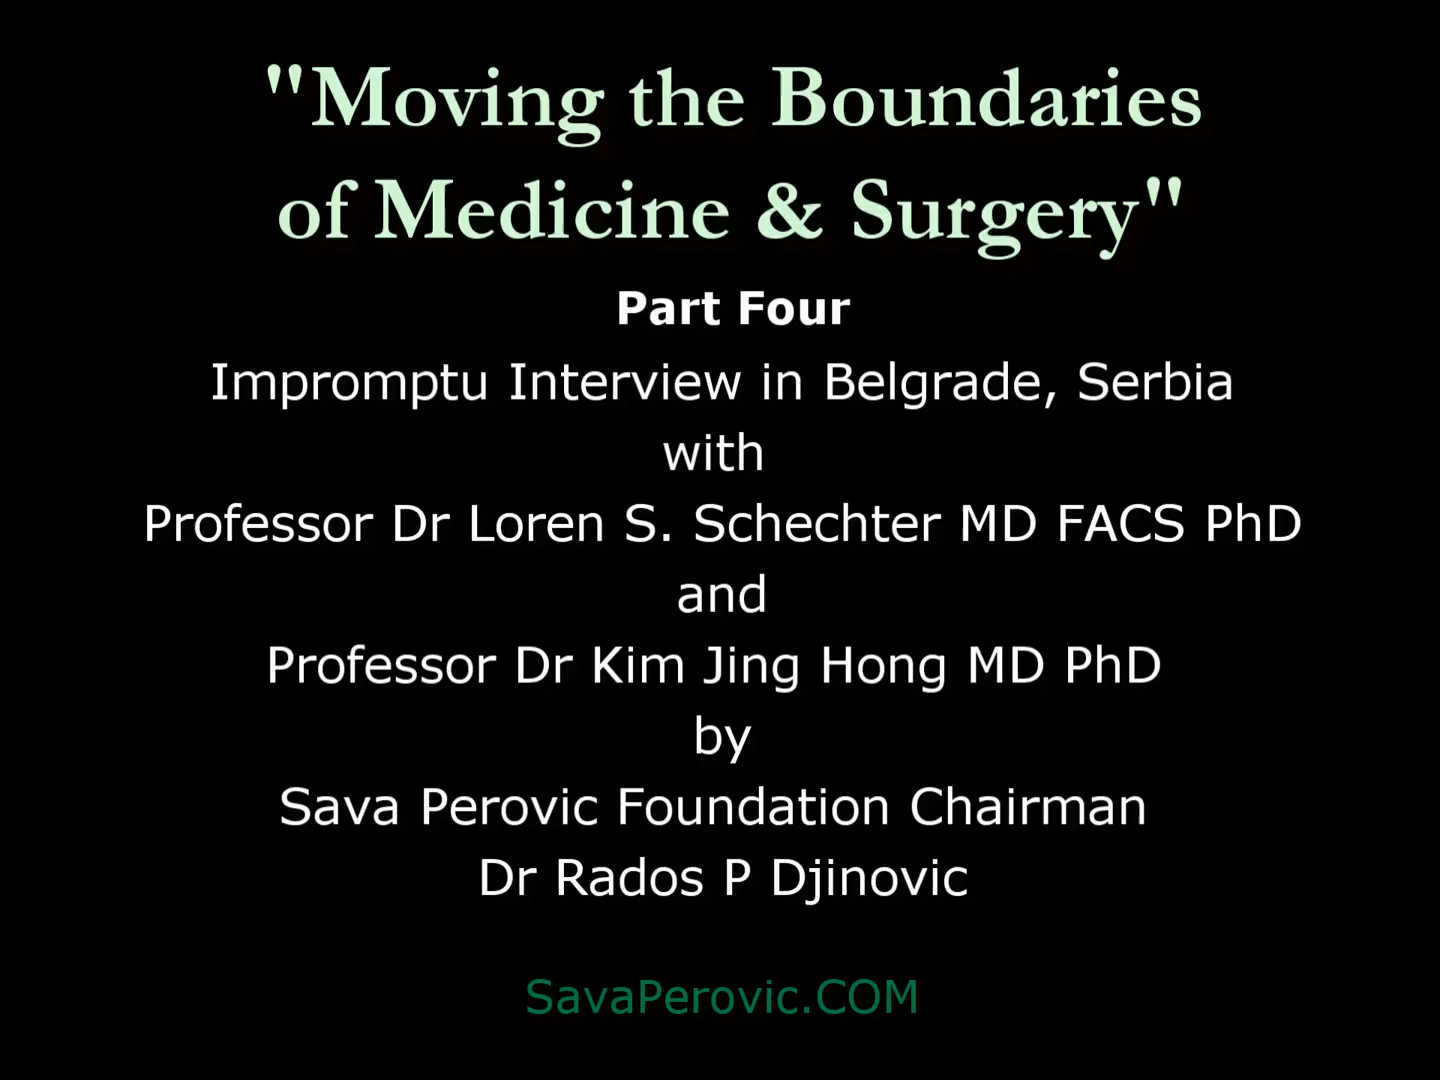 "Moving the Boundaries
of Medicine & Surgery"
Part Four
Impromptu Interview in Belgrade, Serbia
with
Professor Dr Loren S. Schechter MD FACS PhD
and
Professor Dr Kim Jing Hong MD PhD
by
Sava Perovic Foundation Chairman
Dr Rados P Djinovic
SavaPerovic.COM